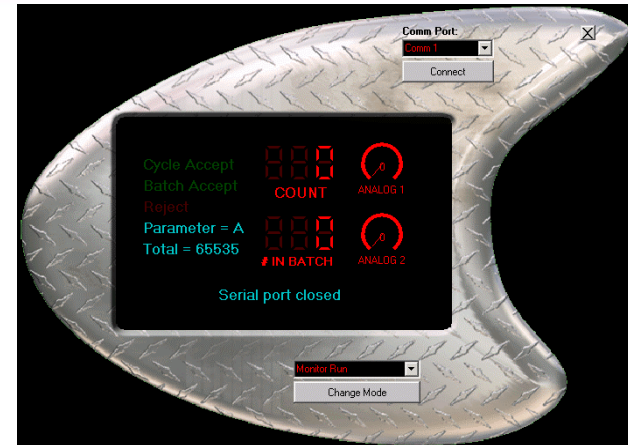 Comm Port:
Comm 1
Connect
Cycle Accept
Batch Accept
Reject
Parameter = A
Total = 65535
0
COUNT
0
ANALOG 1
0
# IN BATCH
0
ANALOG 2
Serial port closed
Monitor Run
Change Mode